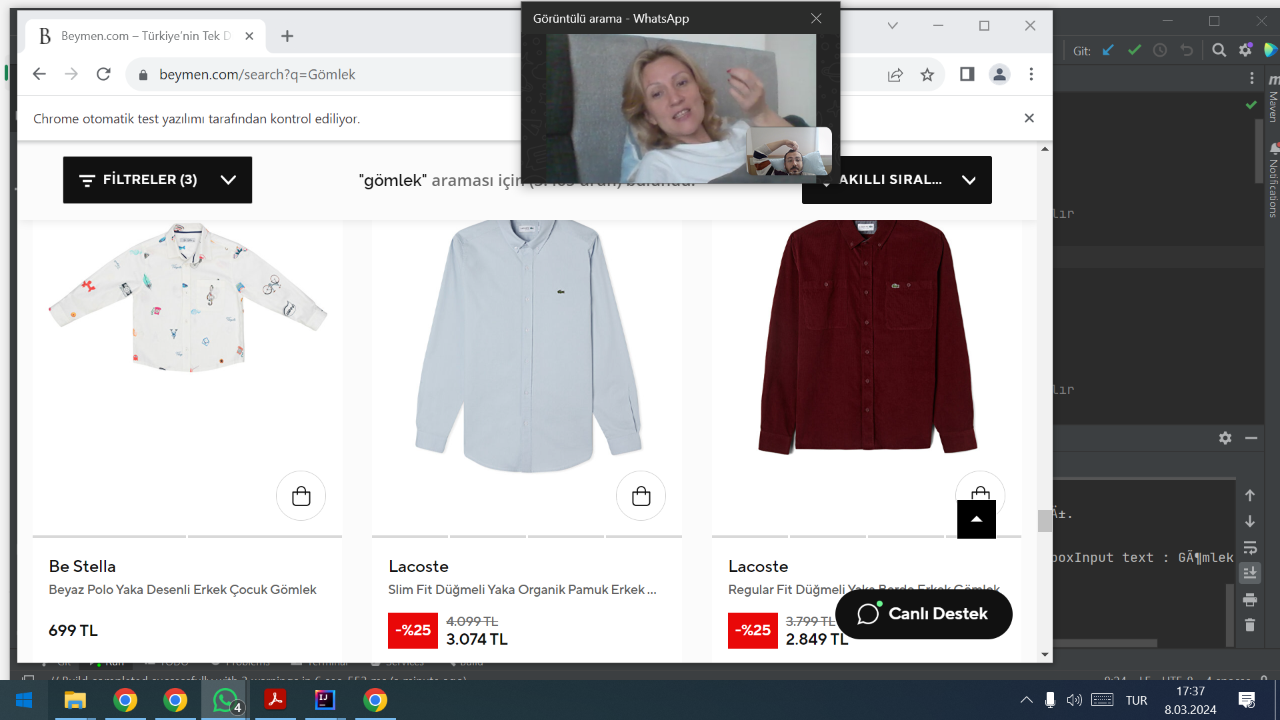 Görüntülü arama - WhatsApp
Beymen.com – Türkiye'nin Tek D
beymen.com/search?q=Gömlek
Git:
Chrome otomatik test yazılımı tarafından kontrol ediliyor.
Maven
Notifications
FİLTRELER (3)
"gömlek" araması için
AKILLI SIRAL...
lır
lır
Be Stella
Beyaz Polo Yaka Desenli Erkek Çocuk Gömlek
699 TL
Lacoste
Slim Fit Düğmeli Yaka Organik Pamuk Erkek ...
-%25
4.099 TL
3.074 TL
Lacoste
Regular Fit Düğmeli Yaka Bordo Erkek Gömlek
-%25
3.799 TL
2.849 TL
Canlı Destek
Ä±.
boxInput text : GÃ¶mlek
4
TUR
17:37
8.03.2024